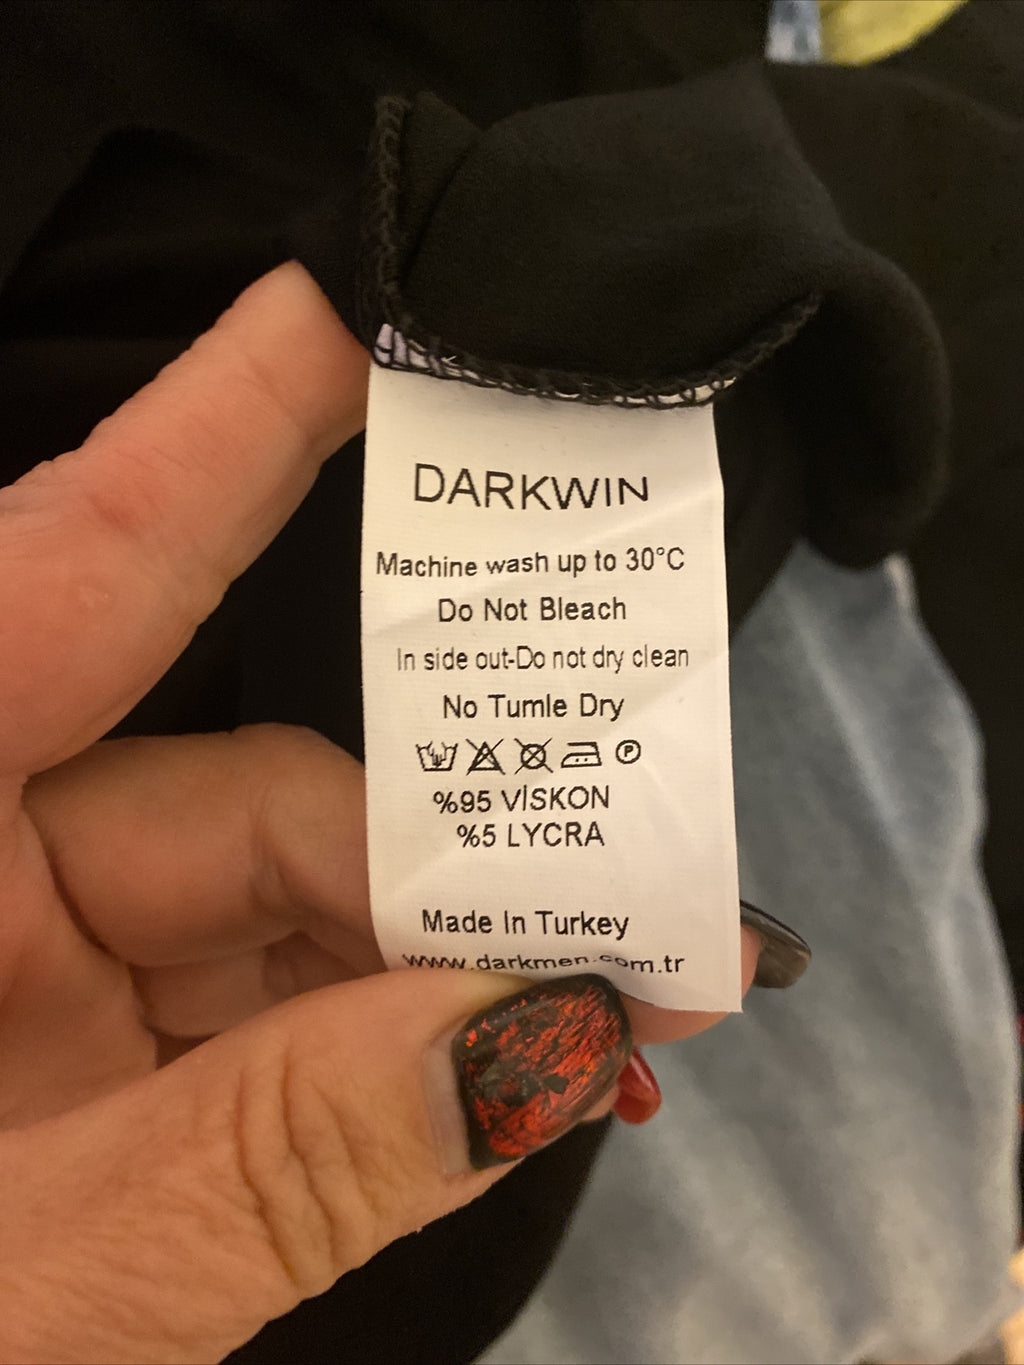 DARKWIN
Machine wash up to 30°C
Do Not Bleach
In side out-Do not dry clean
No Tumle Dry
P
%95 VİSKON
%5 LYCRA
Made In Turkey
www.darkmen.com.tr